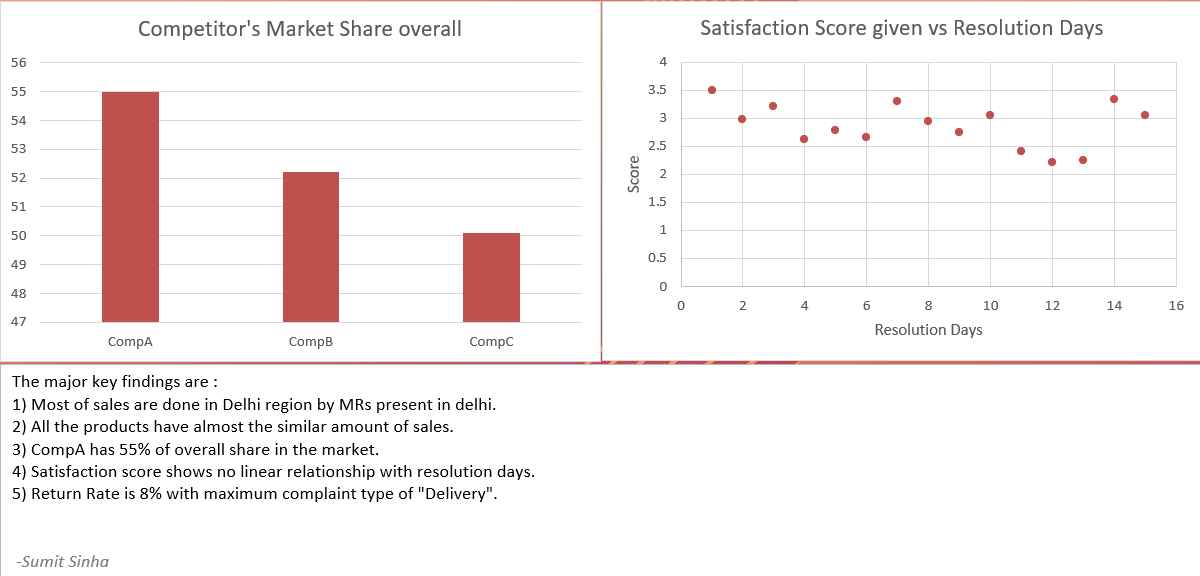 Competitor's Market Share overall
56
55
54
53
52
51
50
49
48
47
CompA CompB CompC
Satisfaction Score given vs Resolution Days
Score
4
3.5
3
2.5
2
1.5
1
0.5
0
0 2 4 6 8 10 12 14 16
Resolution Days
The major key findings are :
1) Most of sales are done in Delhi region by MRs present in delhi.
2) All the products have almost the similar amount of sales.
3) CompA has 55% of overall share in the market.
4) Satisfaction score shows no linear relationship with resolution days.
5) Return Rate is 8% with maximum complaint type of "Delivery".
-Sumit Sinha